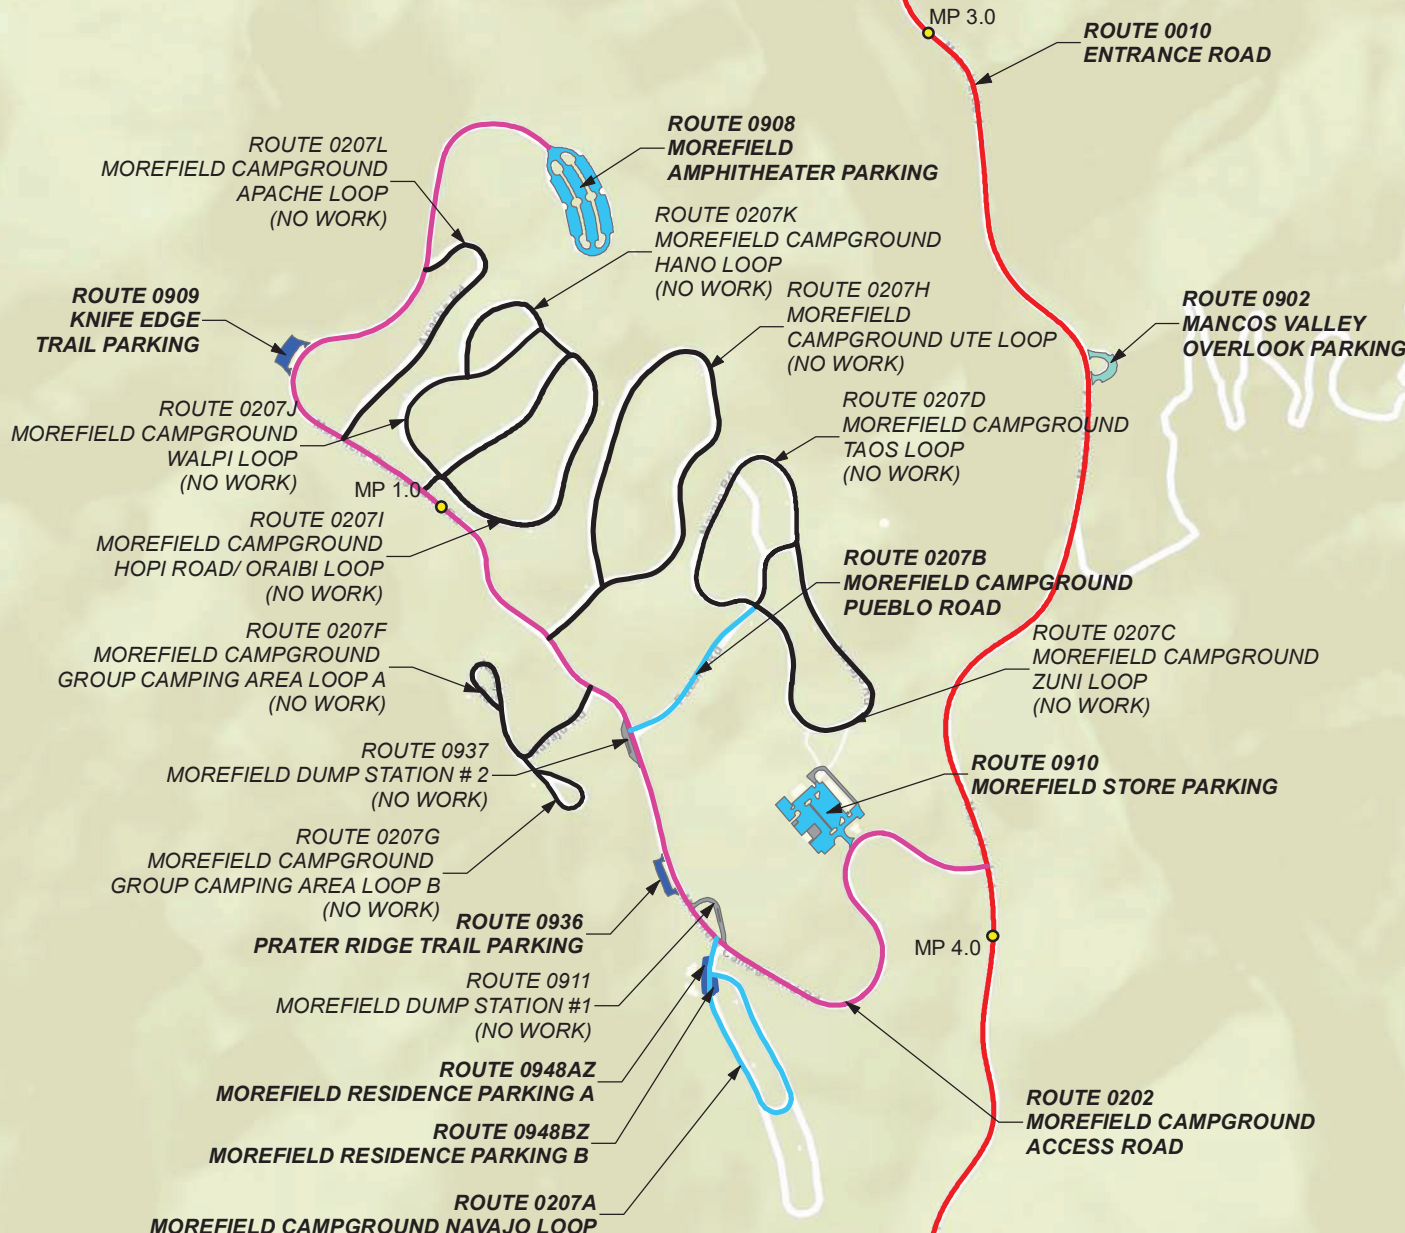 MP 3.0
ROUTE 0010
ENTRANCE ROAD
ROUTE 0908
MOREFIELD
AMPHITHEATER PARKING
ROUTE 0207L
MOREFIELD CAMPGROUND
APACHE LOOP
(NO WORK)
ROUTE 0207K
MOREFIELD CAMPGROUND
HANO LOOP
(NO WORK)
ROUTE 0909
KNIFE EDGE
TRAIL PARKING
ROUTE 0207H
MOREFIELD
CAMPGROUND UTE LOOP
(NO WORK)
ROUTE 0902
MANCOS VALLEY
OVERLOOK PARKING
Apache Rd
ROUTE 0207J
MOREFIELD CAMPGROUND
WALPI LOOP
(NO WORK)
ROUTE 0207D
MOREFIELD CAMPGROUND
TAOS LOOP
(NO WORK)
MP 1.0
Navajo Rd
ROUTE 0207I
MOREFIELD CAMPGROUND
HOPI ROAD/ ORAIBI LOOP
(NO WORK)
ROUTE 0207B
MOREFIELD CAMPGROUND
PUEBLO ROAD
ROUTE 0207F
MOREFIELD CAMPGROUND
GROUP CAMPING AREA LOOP A
(NO WORK)
ROUTE 0207C
MOREFIELD CAMPGROUND
ZUNI LOOP
(NO WORK)
Navajo Rd
ROUTE 0937
MOREFIELD DUMP STATION # 2
(NO WORK)
ROUTE 0910
MOREFIELD STORE PARKING
ROUTE 0207G
MOREFIELD CAMPGROUND
GROUP CAMPING AREA LOOP B
(NO WORK)
ROUTE 0936
PRATER RIDGE TRAIL PARKING
MP 4.0
ROUTE 0911
MOREFIELD DUMP STATION #1
(NO WORK)
ROUTE 0948AZ
MOREFIELD RESIDENCE PARKING A
ROUTE 0948BZ
MOREFIELD RESIDENCE PARKING B
ROUTE 0202
MOREFIELD CAMPGROUND
ACCESS ROAD
ROUTE 0207A
MOREFIELD CAMPGROUND NAVAJO LOOP